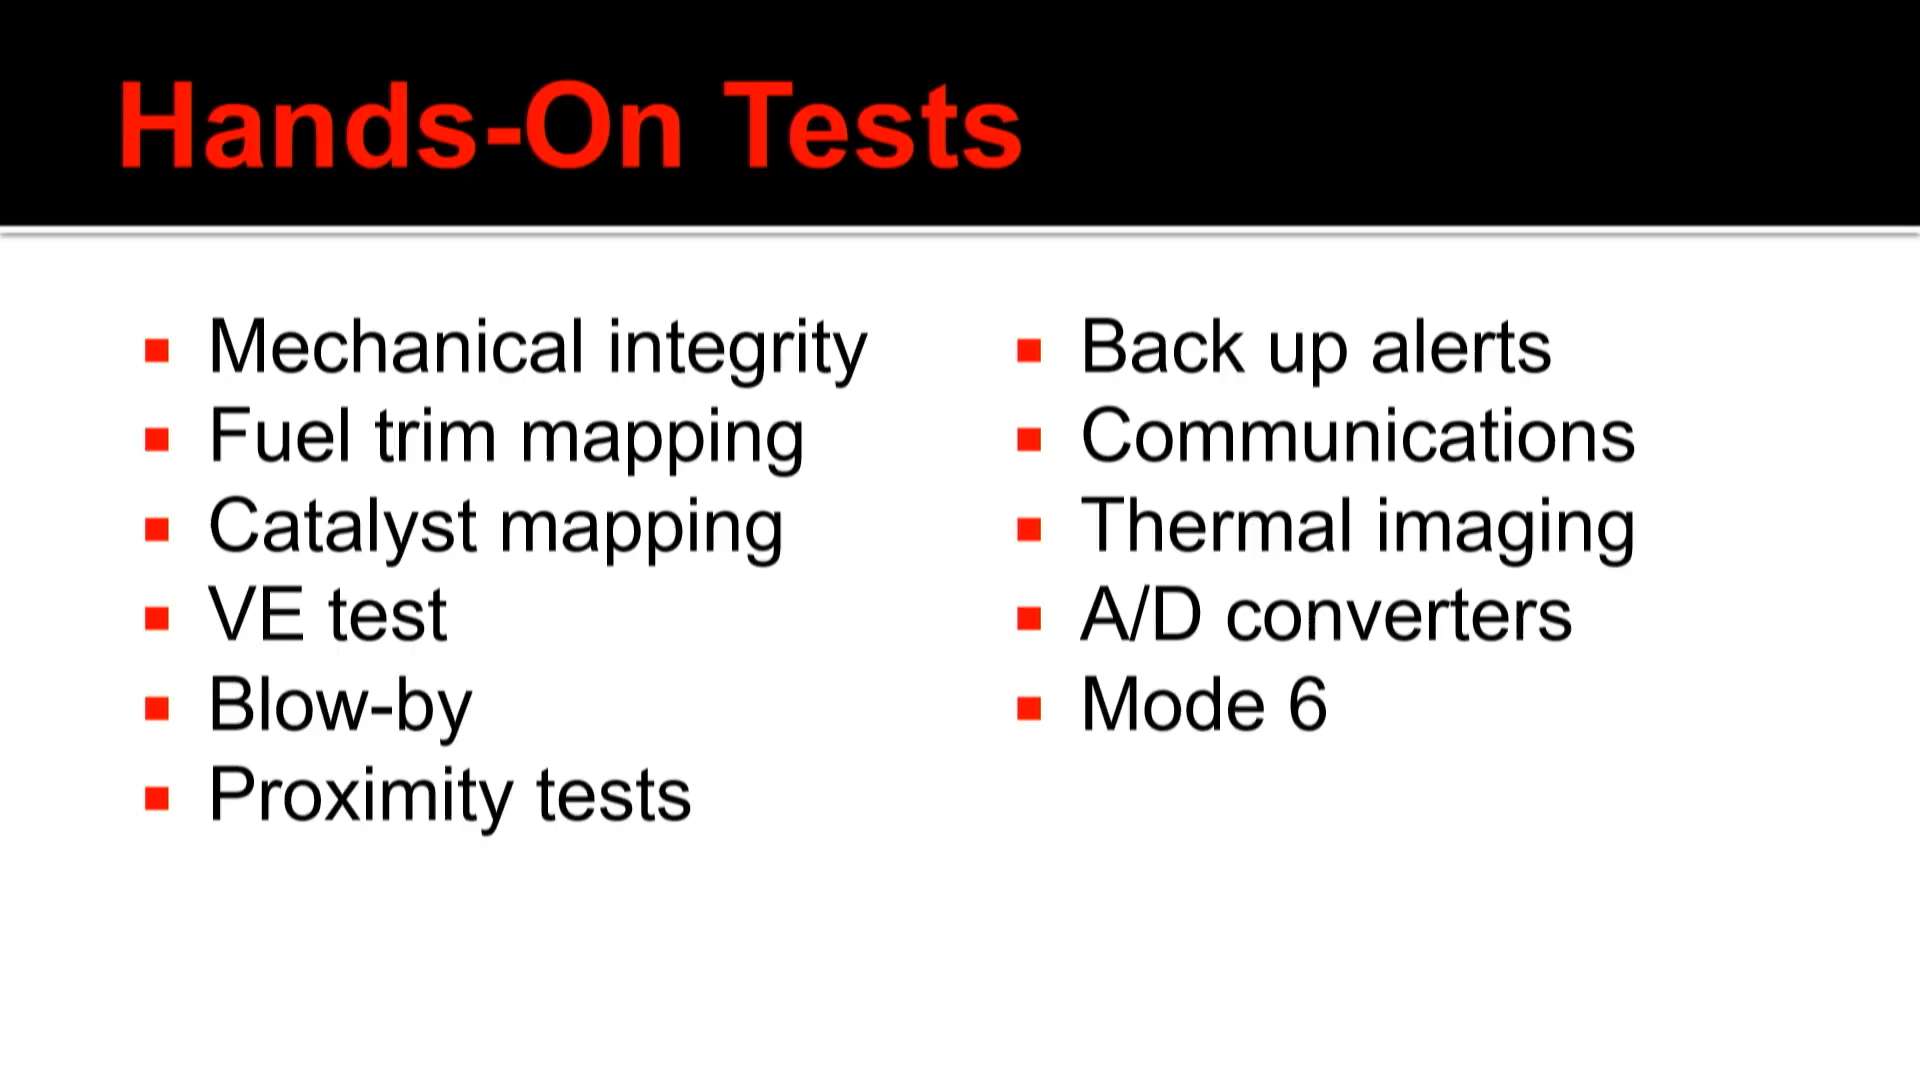 Hands-On Tests
Mechanical integrity
Fuel trim mapping
Catalyst mapping
VE test
Blow-by
Proximity tests
Back up alerts
Communications
Thermal imaging
A/D converters
Mode 6